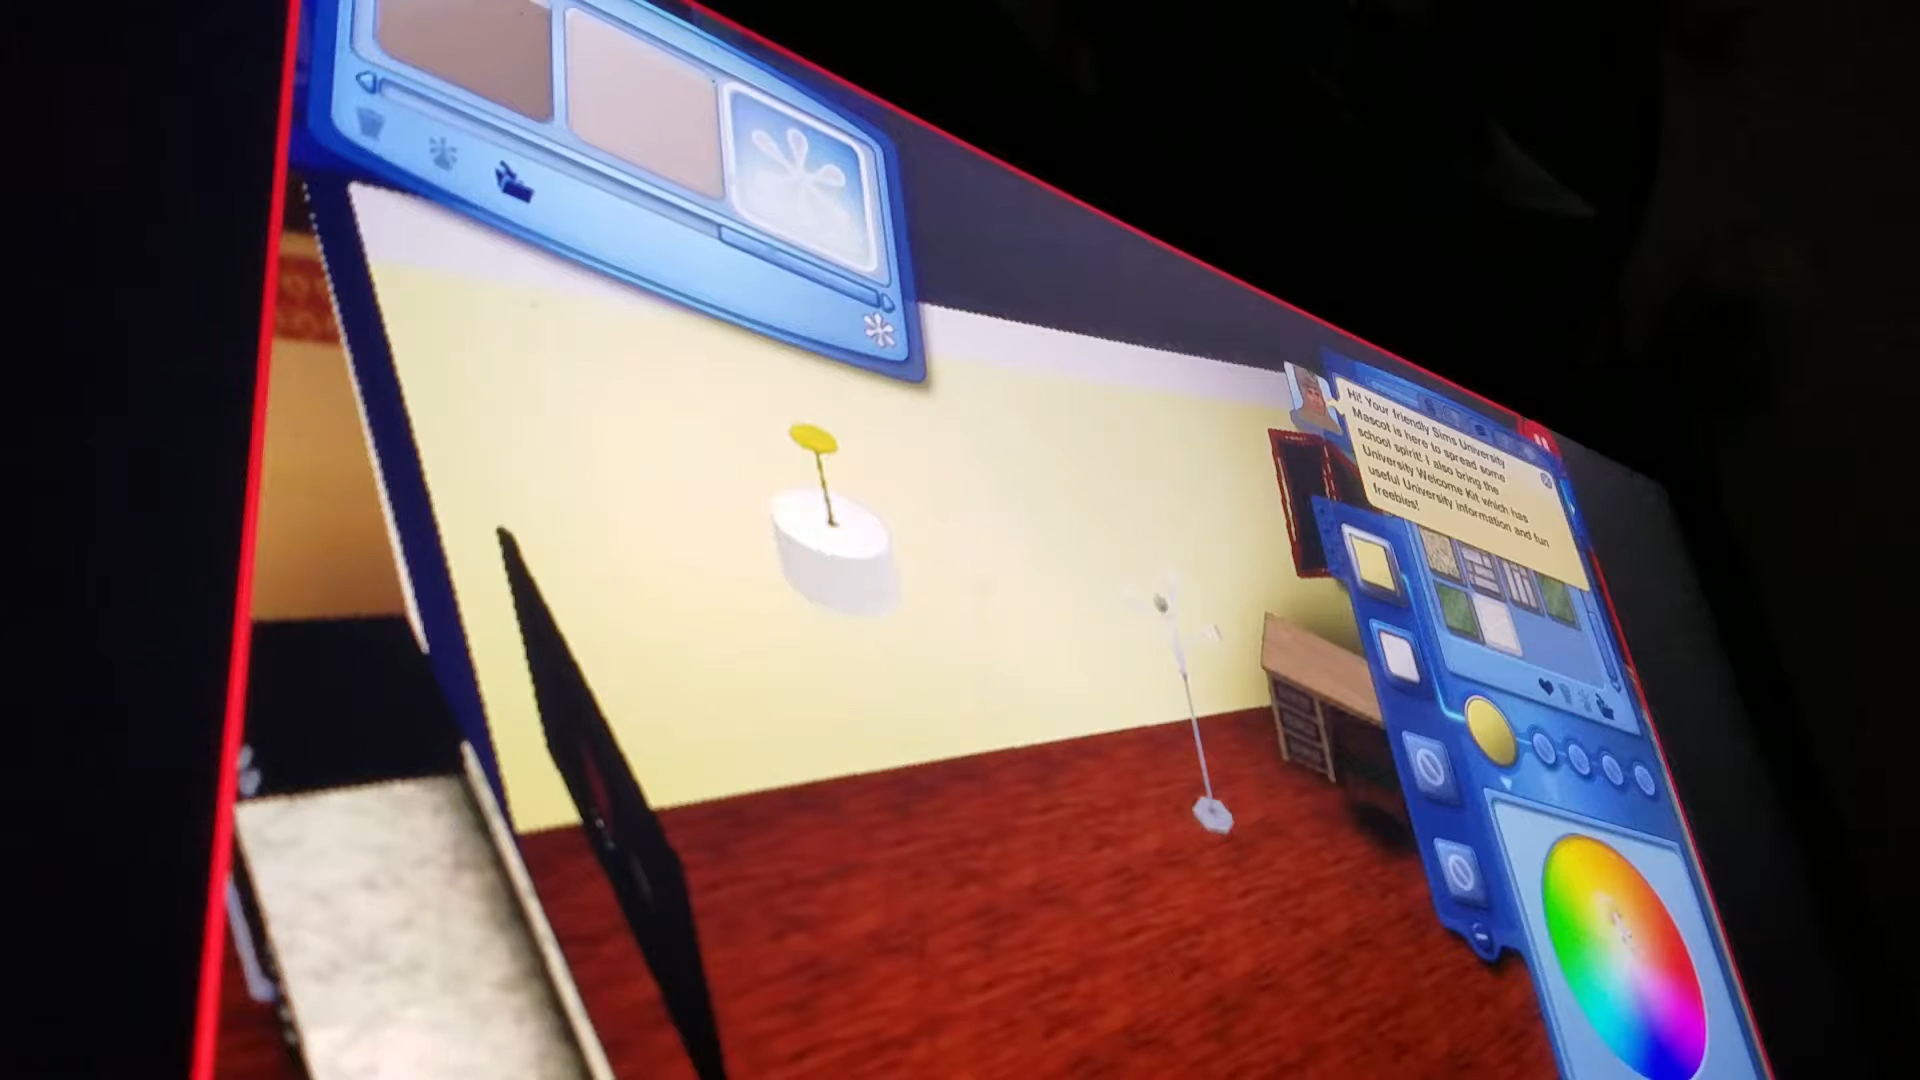 Hi! Your friendly Sims University
Mascot is here to spread some
school spirit! I also bring the
University Welcome Kit which has
useful University information and fun
freebies!